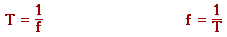 T = 1/f f = 1/T